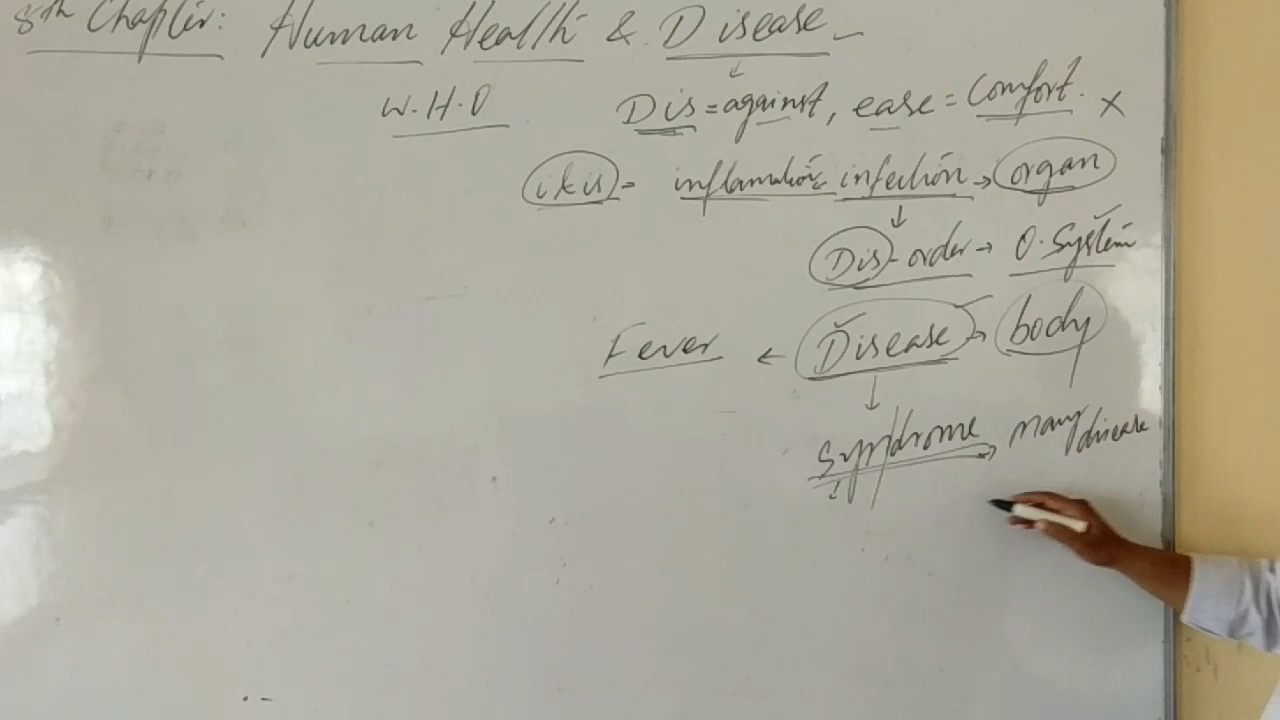 8th Chapter: Human Health & Disease
W.H.O Dis = against, ease = Comfort. x
itis = inflamation & infection → organ
↓
Dis-order → O. System
Fever ← Disease → body
↓
Syndrome → many disease